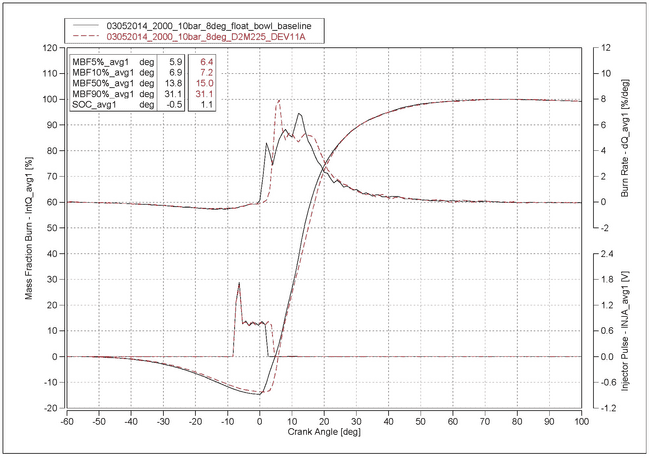 03052014_2000_10bar_8deg_float_bowl_baseline
03052014_2000_10bar_8deg_D2M225_DEV11A
MBF5%_avg1 deg 5.9 6.4
MBF10%_avg1 deg 6.9 7.2
MBF50%_avg1 deg 13.8 15.0
MBF90%_avg1 deg 31.1 31.1
SOC_avg1 deg -0.5 1.1
Mass Fraction Burn - IntQ_avg1 [%]
120
110
100
90
80
70
60
50
40
30
20
10
0
-10
-20
Burn Rate - dQ_avg1 [%/deg]
12
10
8
6
4
2
0
-2
Injector Pulse - INJA_avg1 [V]
2.4
1.8
1.2
0.6
0.0
-0.6
-1.2
-60 -50 -40 -30 -20 -10 0 10 20 30 40 50 60 70 80 90 100
Crank Angle [deg]